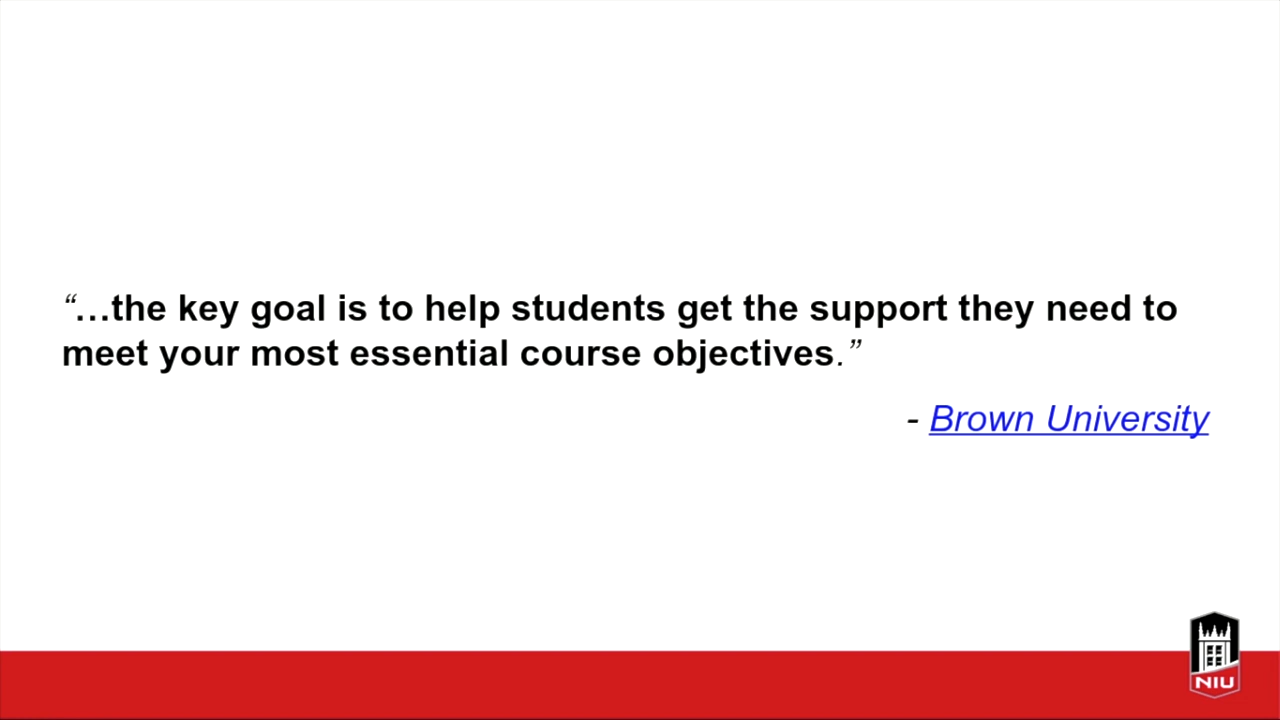 “…the key goal is to help students get the support they need to
meet your most essential course objectives.”
- Brown University
NIU